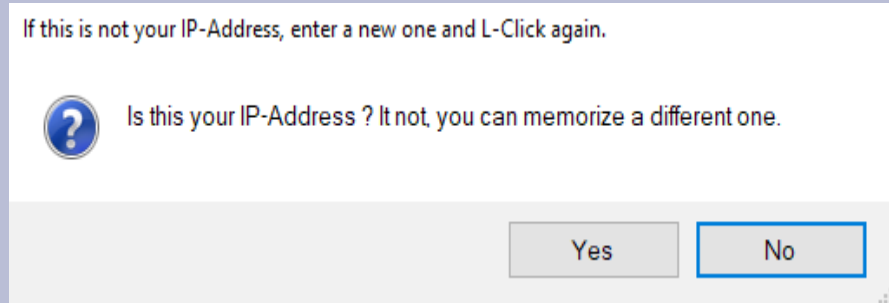 If this is not your IP-Address, enter a new one and L-Click again.
Is this your IP-Address ? It not, you can memorize a different one.
Yes
No